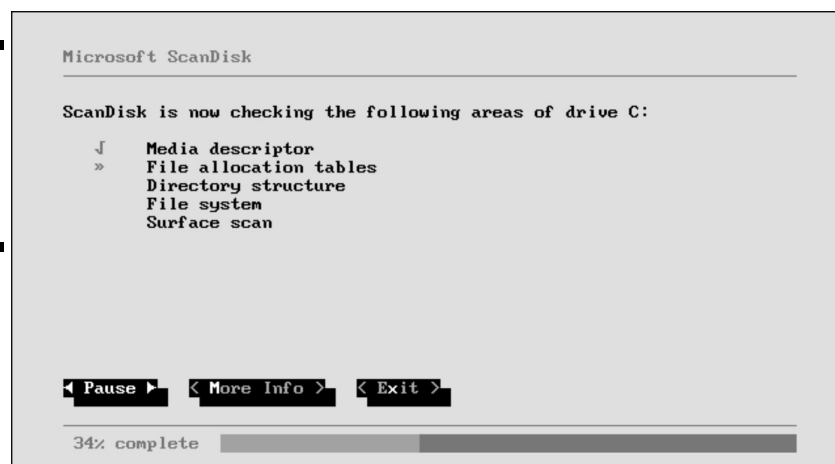 Microsoft ScanDisk
ScanDisk is now checking the following areas of drive C:
√ Media descriptor
» File allocation tables
Directory structure
File system
Surface scan
◄ Pause ► < More Info > < Exit >
34% complete